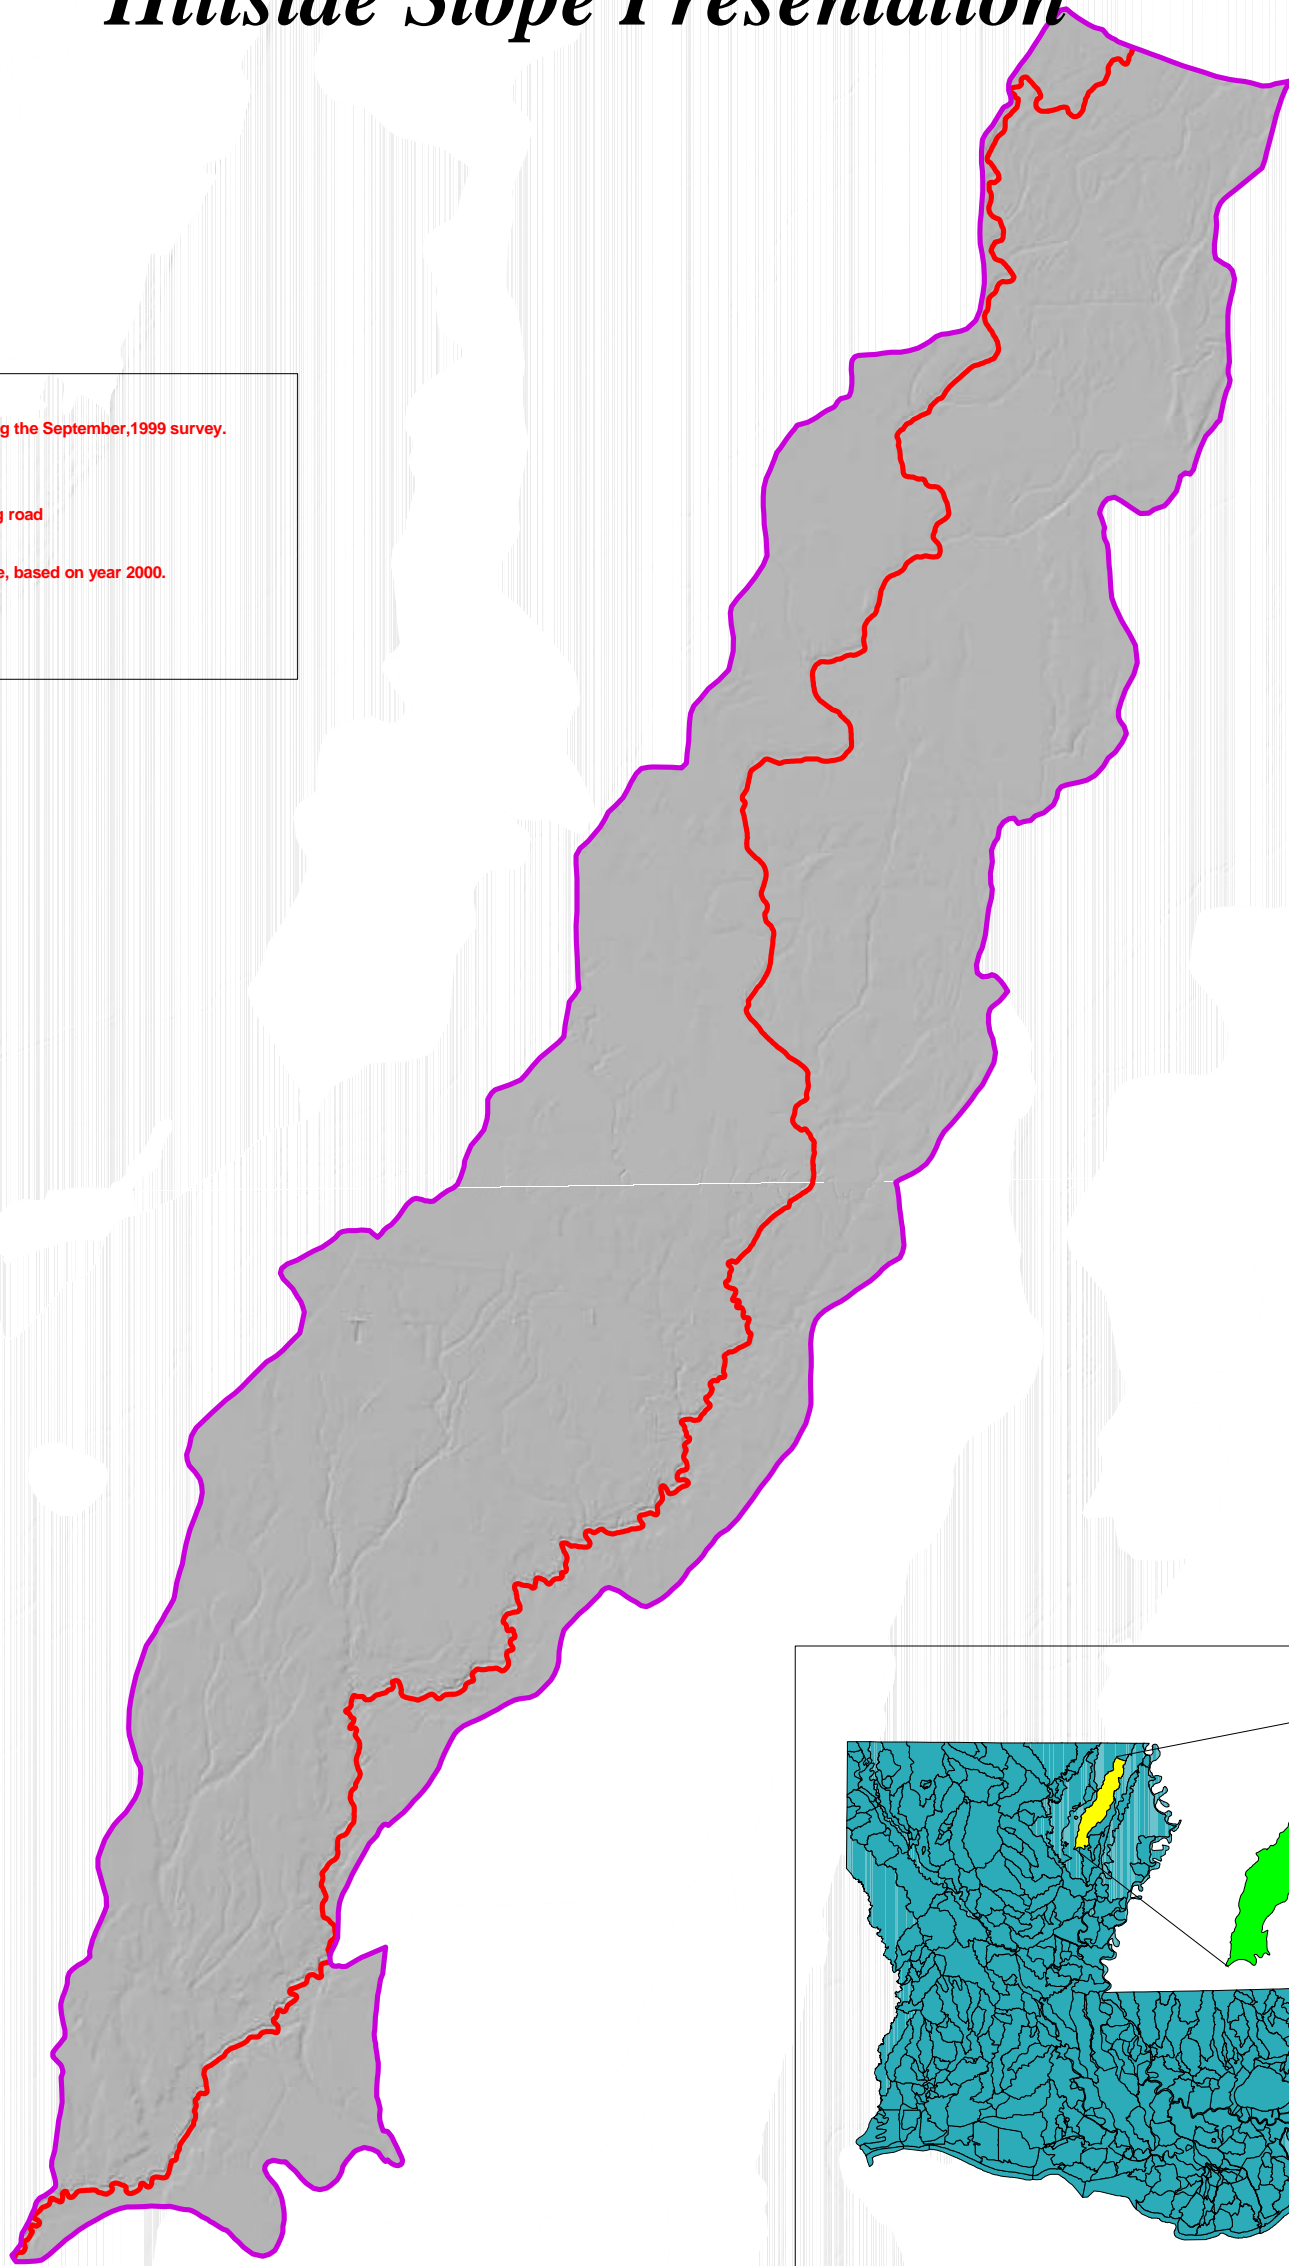 Hillside Slope Presentation
g the September,1999 survey.
g road
e, based on year 2000.